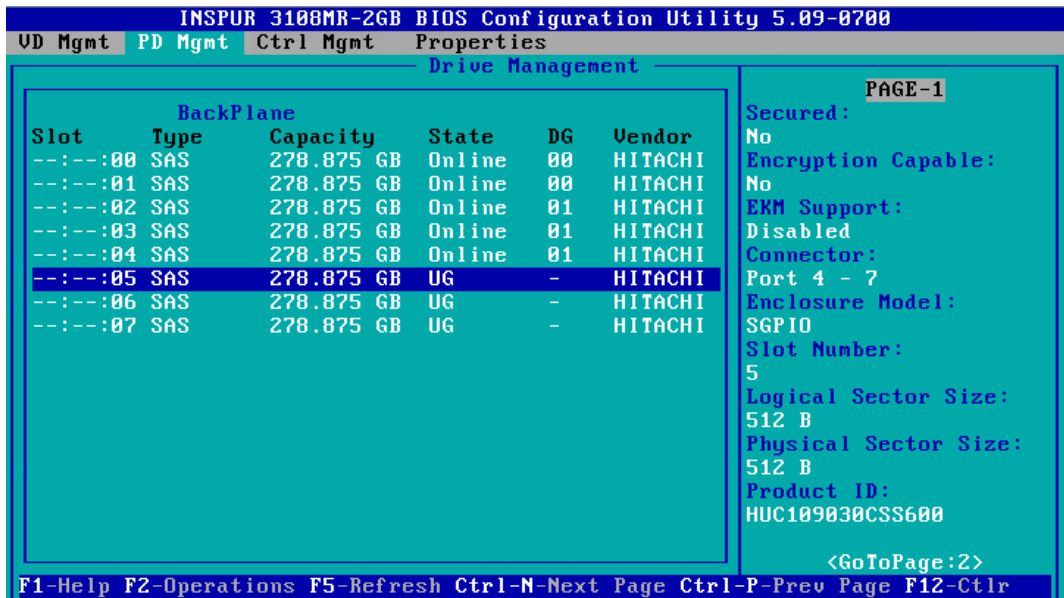 INSPUR 3108MR-2GB BIOS Configuration Utility 5.09-0700
VD Mgmt PD Mgmt Ctrl Mgmt Properties
Drive Management
BackPlane
Slot Type Capacity State DG Vendor
--:--:00 SAS 278.875 GB Online 00 HITACHI
--:--:01 SAS 278.875 GB Online 00 HITACHI
--:--:02 SAS 278.875 GB Online 01 HITACHI
--:--:03 SAS 278.875 GB Online 01 HITACHI
--:--:04 SAS 278.875 GB Online 01 HITACHI
--:--:05 SAS 278.875 GB UG - HITACHI
--:--:06 SAS 278.875 GB UG - HITACHI
--:--:07 SAS 278.875 GB UG - HITACHI
PAGE-1
Secured:
No
Encryption Capable:
No
EKM Support:
Disabled
Connector:
Port 4 - 7
Enclosure Model:
SGPIO
Slot Number:
5
Logical Sector Size:
512 B
Physical Sector Size:
512 B
Product ID:
HUC109030CSS600
<GoToPage:2>
F1-Help F2-Operations F5-Refresh Ctrl-N-Next Page Ctrl-P-Prev Page F12-Ctlr